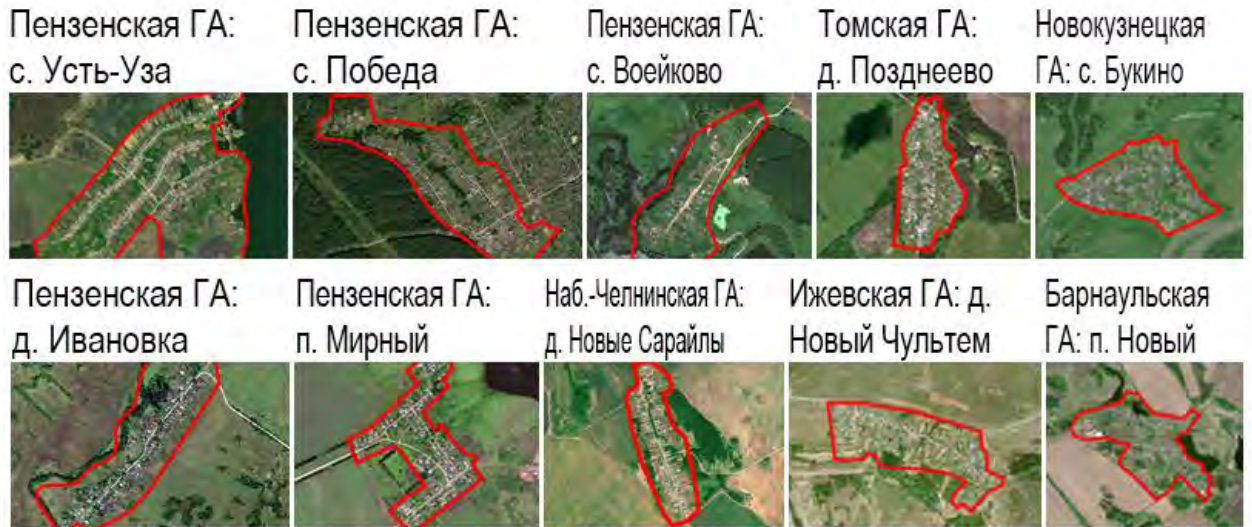 Пензенская ГА:
с. Усть-Уза
Пензенская ГА:
с. Победа
Пензенская ГА:
с. Воейково
Томская ГА:
д. Позднеево
Новокузнецкая
ГА: с. Букино
Пензенская ГА:
д. Ивановка
Пензенская ГА:
п. Мирный
Наб.-Челнинская ГА:
д. Новые Сарайлы
Ижевская ГА: д.
Новый Чультем
Барнаульская
ГА: п. Новый